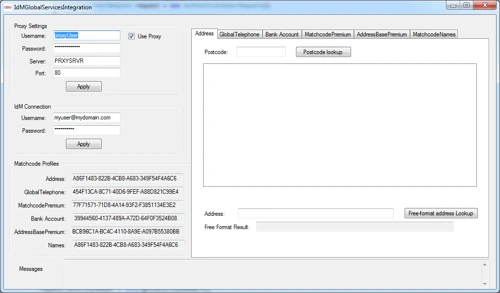 IdMGlobalServicesIntegration
Proxy Settings
Username: proxyUser Use Proxy
Password: **************
Server: PRXYSRVR
Port: 80
Apply
IdM Connection
Username: myuser@mydomain.com
Password: **********
Apply
Matchcode Profiles
Address: A86F1483-822B-4CB8-A683-349F54F4A6C6
GlobalTelephone: 454F13CA-8C71-40D6-9FEF-A88D821C99E4
MatchcodePremium: 77F71571-71D8-4A14-93F2-F3851134E3E2
Bank Account: 39944560-4137-489A-A72D-64F0F3524B08
AddressBasePremium: BCB96C1A-BC4C-4110-8A9E-A097B55380BB
Names: A86F1483-822B-4CB8-A683-349F54F4A6C6
Address GlobalTelephone Bank Account MatchcodePremium AddressBasePremium MatchcodeNames
Postcode: Postcode lookup
Address: Free-format address Lookup
Free Format Result:
Messages